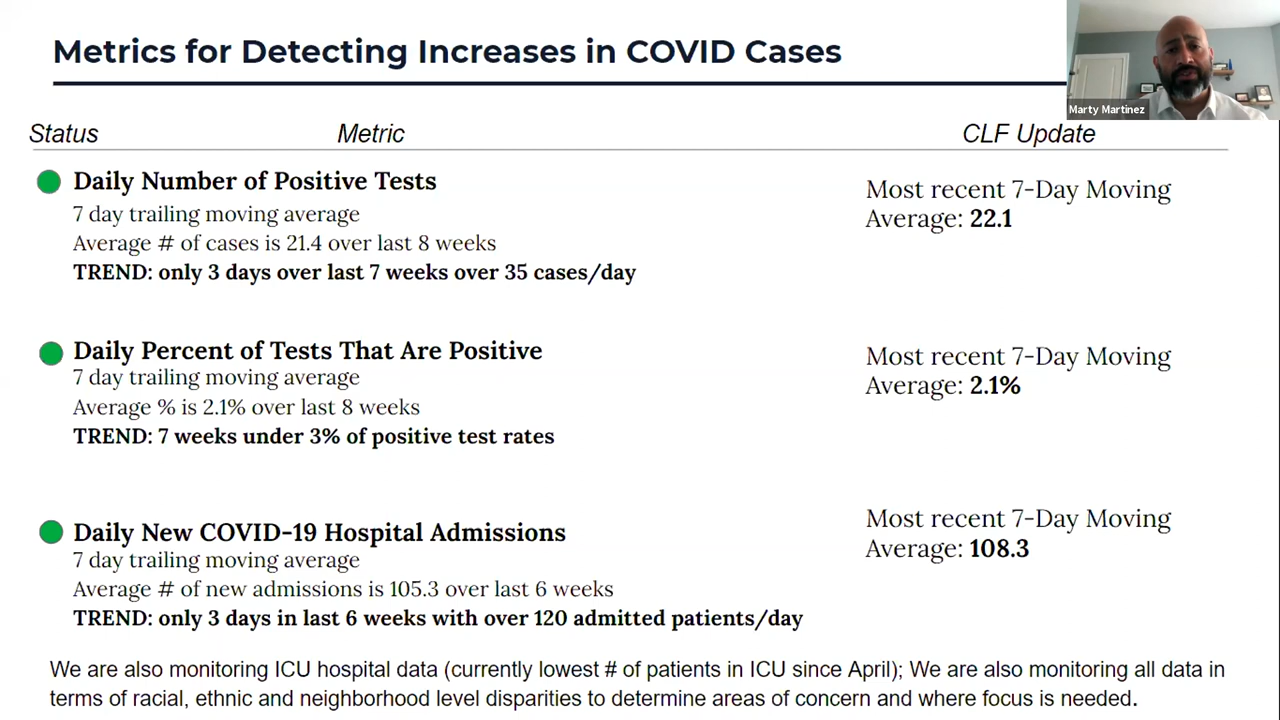 Metrics for Detecting Increases in COVID Cases
Marty Martinez
Status Metric CLF Update
Daily Number of Positive Tests
7 day trailing moving average
Average # of cases is 21.4 over last 8 weeks
TREND: only 3 days over last 7 weeks over 35 cases/day
Most recent 7-Day Moving
Average: 22.1
Daily Percent of Tests That Are Positive
7 day trailing moving average
Average % is 2.1% over last 8 weeks
TREND: 7 weeks under 3% of positive test rates
Most recent 7-Day Moving
Average: 2.1%
Daily New COVID-19 Hospital Admissions
7 day trailing moving average
Average # of new admissions is 105.3 over last 6 weeks
TREND: only 3 days in last 6 weeks with over 120 admitted patients/day
Most recent 7-Day Moving
Average: 108.3
We are also monitoring ICU hospital data (currently lowest # of patients in ICU since April); We are also monitoring all data in
terms of racial, ethnic and neighborhood level disparities to determine areas of concern and where focus is needed.